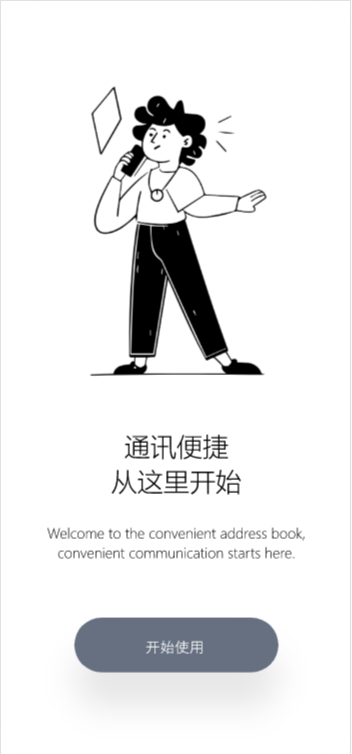 通讯便捷
从这里开始
Welcome to the convenient address book,
convenient communication starts here.
开始使用